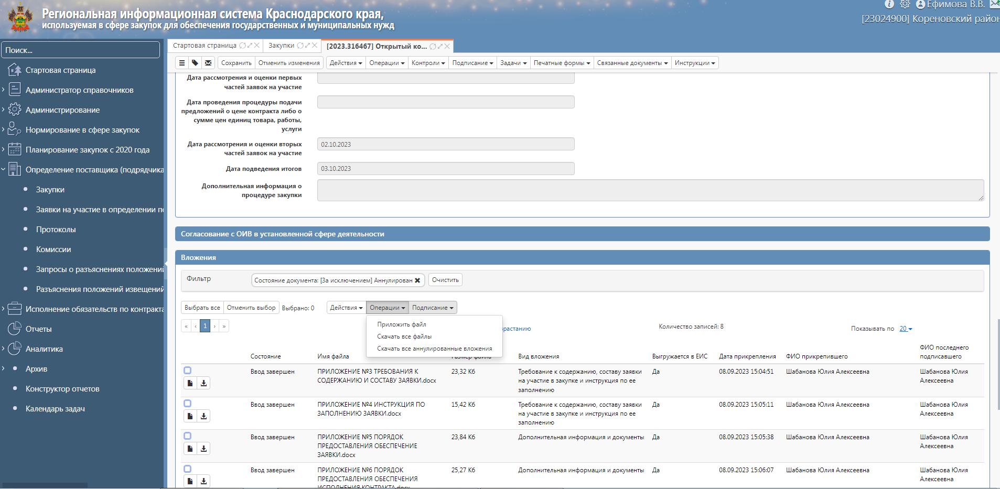 Региональная информационная система Краснодарского края,
используемая в сфере закупок для обеспечения государственных и муниципальных нужд
Ефимова В.В.
[23024900] Кореновский район
Поиск...
Стартовая страница
Администратор справочников
Администрирование
Нормирование в сфере закупок
Планирование закупок с 2020 года
Определение поставщика (подрядчика
Закупки
Заявки на участие в определении по
Протоколы
Комиссии
Запросы о разъяснениях положений
Разъяснения положений извещений
Исполнение обязательств по контракта
Отчеты
Аналитика
Архив
Конструктор отчетов
Календарь задач
Стартовая страница
Закупки
[2023.316467] Открытый ко...
Сохранить
Отменить изменения
Действия
Операции
Контроли
Подписание
Задачи
Печатные формы
Связанные документы
Инструкции
Дата рассмотрения и оценки первых
частей заявок на участие
Дата проведения процедуры подачи
предложений о цене контракта либо о
сумме цен единиц товара, работы,
услуги
Дата рассмотрения и оценки вторых
частей заявок на участие
02.10.2023
Дата подведения итогов
03.10.2023
Дополнительная информация о
процедуре закупки
Согласование с ОИВ в установленной сфере деятельности
Вложения
Фильтр
Состояние документа: [За исключением] Аннулирован
Очистить
Выбрать все
Отменить выбор
Выбрано: 0
Действия
Операции
Подписание
Приложить файл
Скачать все файлы
Скачать все аннулированные вложения
« ‹ 1 › »
зрастанию
Количество записей: 8
Показывать по 20
Состояние
Имя файла
Размер файла
Вид вложения
Выгружается в ЕИС
Дата прикрепления
ФИО прикрепившего
ФИО последнего
подписавшего
Ввод завершен
ПРИЛОЖЕНИЕ №3 ТРЕБОВАНИЯ К
СОДЕРЖАНИЮ И СОСТАВУ ЗАЯВКИ.docx
23,32 Кб
Требование к содержанию, составу заявки
на участие в закупке и инструкция по ее
заполнению
Да
08.09.2023 15:04:51
Шабанова Юлия Алексеевна
Шабанова Юлия
Алексеевна
Ввод завершен
ПРИЛОЖЕНИЕ №4 ИНСТРУКЦИЯ ПО
ЗАПОЛНЕНИЮ ЗАЯВКИ.docx
15,42 Кб
Требование к содержанию, составу заявки
на участие в закупке и инструкция по ее
заполнению
Да
08.09.2023 15:05:11
Шабанова Юлия Алексеевна
Шабанова Юлия
Алексеевна
Ввод завершен
ПРИЛОЖЕНИЕ №5 ПОРЯДОК
ПРЕДОСТАВЛЕНИЯ ОБЕСПЕЧЕНИЕ
ЗАЯВКИ.docx
23,84 Кб
Дополнительная информация и документы
Да
08.09.2023 15:05:38
Шабанова Юлия Алексеевна
Шабанова Юлия
Алексеевна
Ввод завершен
ПРИЛОЖЕНИЕ №6 ПОРЯДОК
ПРЕДОСТАВЛЕНИЯ ОБЕСПЕЧЕНИЯ
ИСПОЛНЕНИЯ КОНТРАКТА.docx
25,27 Кб
Дополнительная информация и документы
Да
08.09.2023 15:06:07
Шабанова Юлия Алексеевна
Шабанова Юлия
Алексеевна